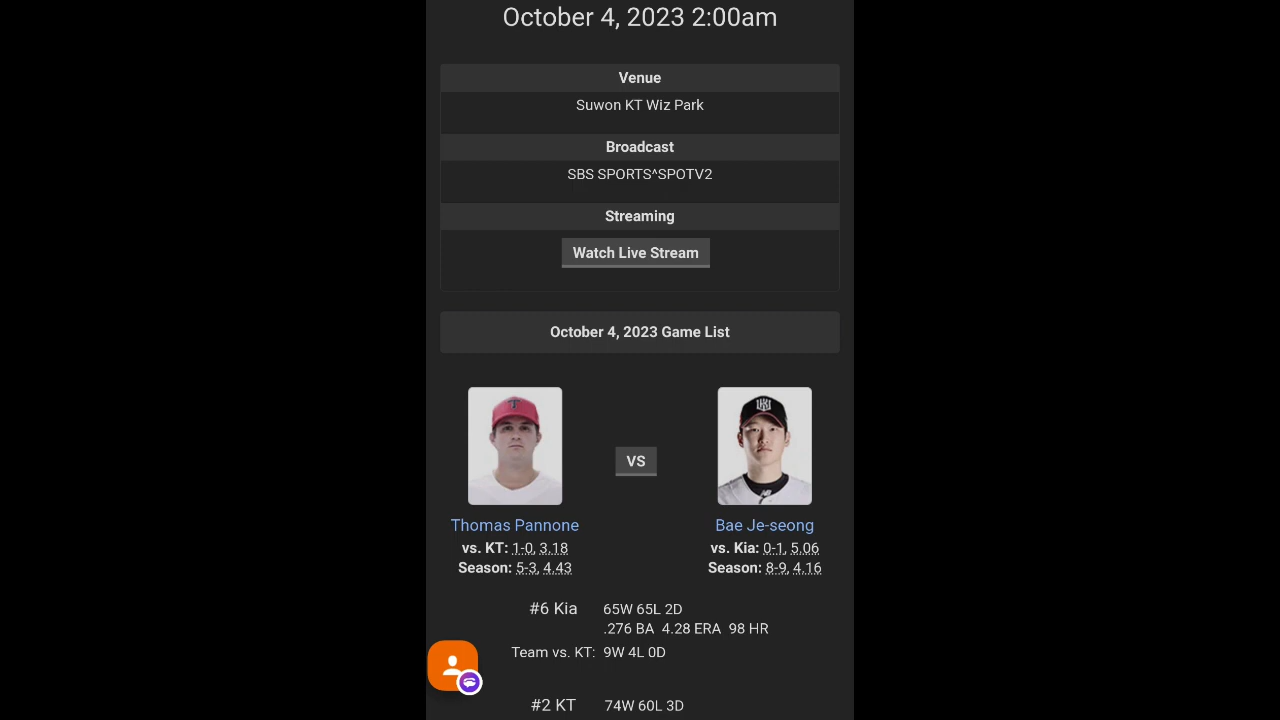 October 4, 2023 2:00am
Venue
Suwon KT Wiz Park
Broadcast
SBS SPORTS^SPOTV2
Streaming
Watch Live Stream
October 4, 2023 Game List
VS
Thomas Pannone
vs. KT: 1-0, 3.18
Season: 5-3, 4.43
Bae Je-seong
vs. Kia: 0-1, 5.06
Season: 8-9, 4.16
#6 Kia 65W 65L 2D
.276 BA 4.28 ERA 98 HR
Team vs. KT: 9W 4L 0D
#2 KT 74W 60L 3D